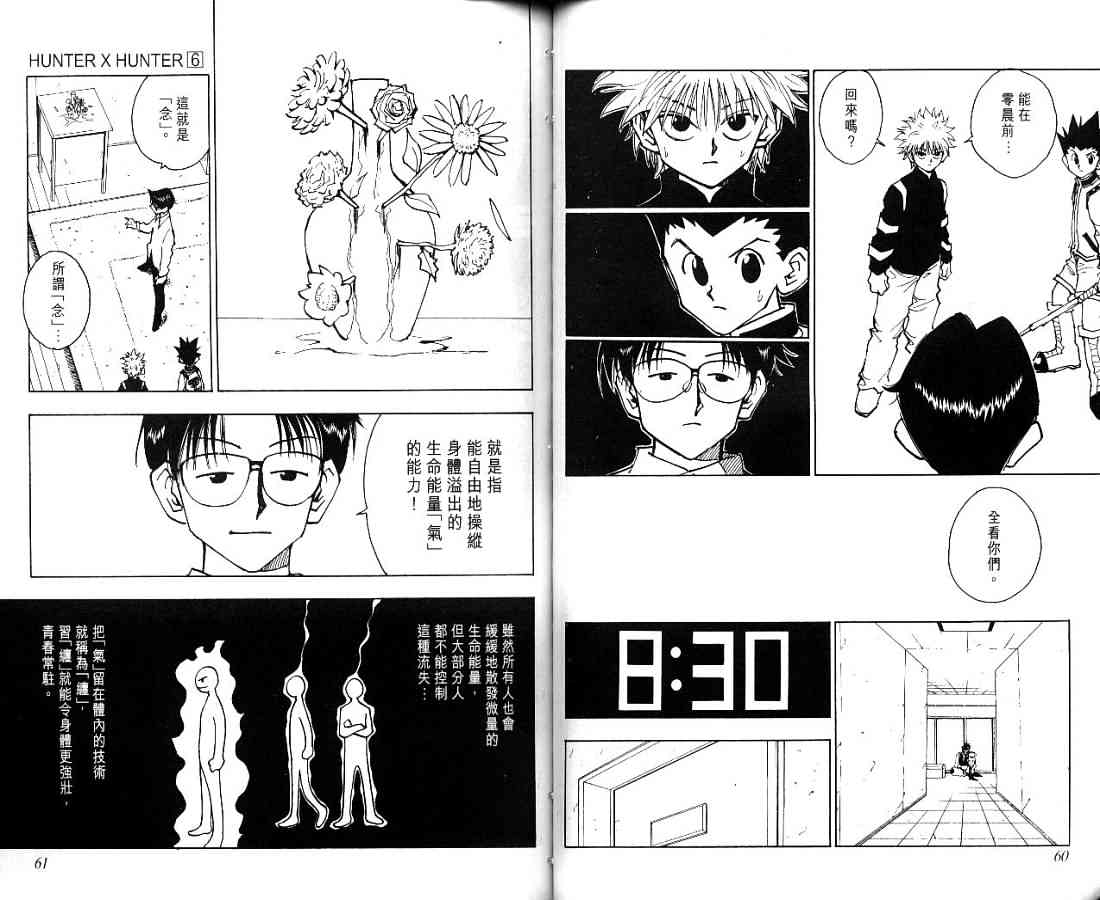 能在
零晨前…
回來嗎？
全看你們。
8:30
60
HUNTER X HUNTER 6
這就是
「念」。
所謂「念」…
就是指
能自由地操縱
身體溢出的
生命能量「氣」
的能力！
雖然所有人也會
緩緩地散發微量的
生命能量，
但大部分人
都不能控制
這種流失…
把「氣」留在體內的技術
就稱為「纏」，
習「纏」就能令身體更強壯，
青春常駐。
61